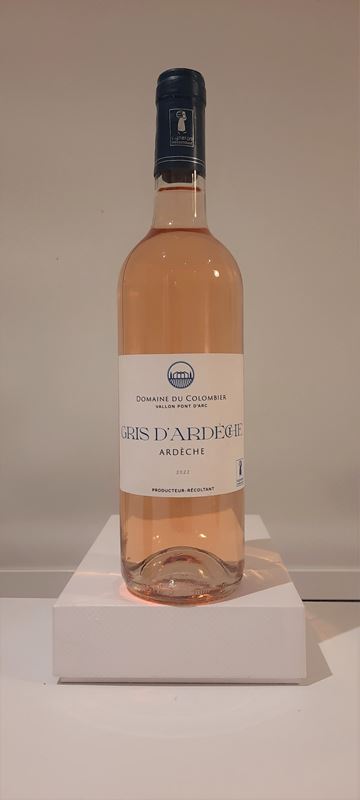 DOMAINE DU COLOMBIER
VALLON PONT D'ARC
GRIS D'ARDÈCHE
ARDÈCHE
2022
PRODUCTEUR-RÉCOLTANT